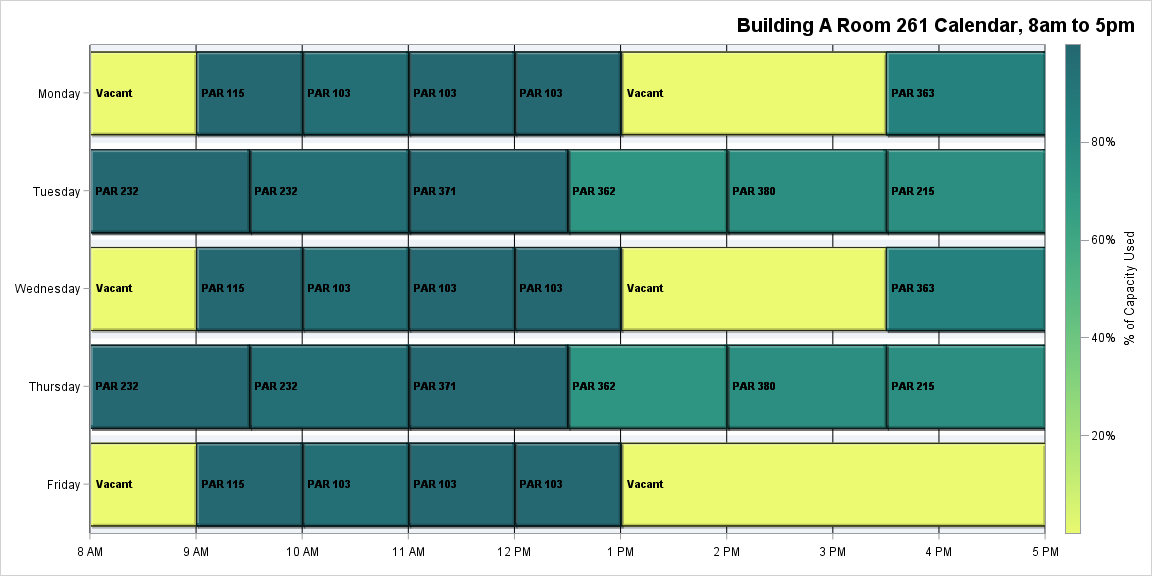 Building A Room 261 Calendar, 8am to 5pm
Monday
Vacant
PAR 115
PAR 103
PAR 103
PAR 103
Vacant
PAR 363
Tuesday
PAR 232
PAR 232
PAR 371
PAR 362
PAR 380
PAR 215
Wednesday
Vacant
PAR 115
PAR 103
PAR 103
PAR 103
Vacant
PAR 363
Thursday
PAR 232
PAR 232
PAR 371
PAR 362
PAR 380
PAR 215
Friday
Vacant
PAR 115
PAR 103
PAR 103
PAR 103
Vacant
8 AM
9 AM
10 AM
11 AM
12 PM
1 PM
2 PM
3 PM
4 PM
5 PM
80%
60%
40%
20%
% of Capacity Used